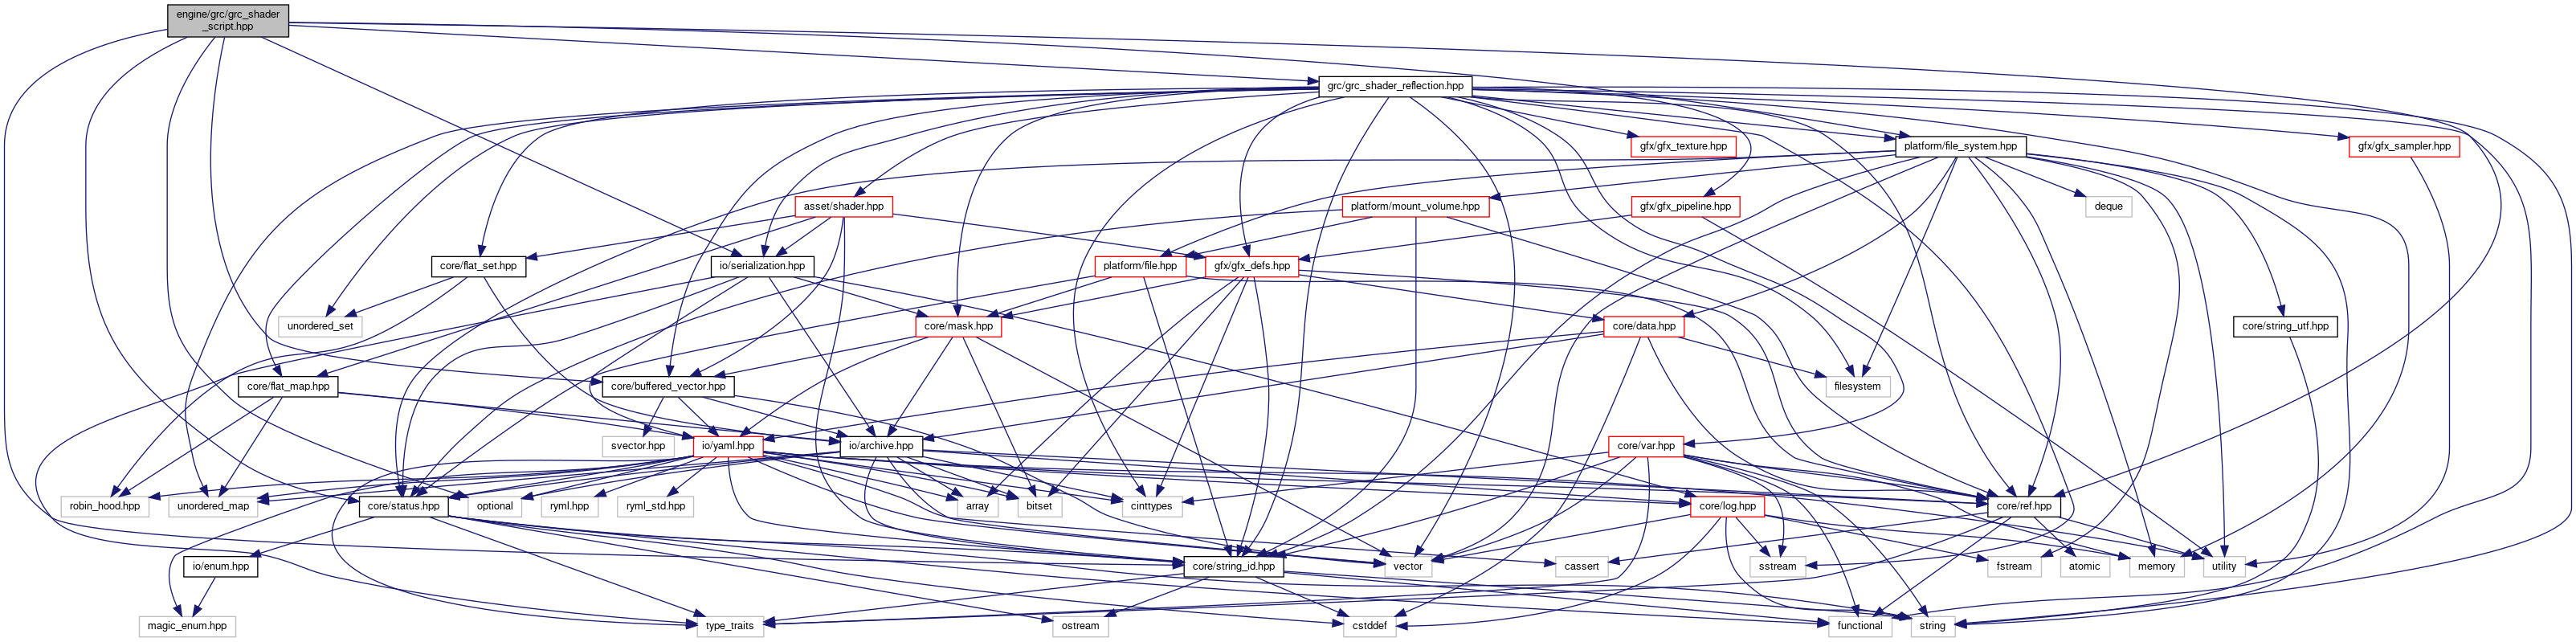 engine/grc/grc_shader
_script.hpp
grc/grc_shader_reflection.hpp
gfx/gfx_texture.hpp
platform/file_system.hpp
gfx/gfx_sampler.hpp
asset/shader.hpp
platform/mount_volume.hpp
gfx/gfx_pipeline.hpp
deque
core/flat_set.hpp
io/serialization.hpp
platform/file.hpp
gfx/gfx_defs.hpp
unordered_set
core/mask.hpp
core/data.hpp
core/string_utf.hpp
core/flat_map.hpp
core/buffered_vector.hpp
filesystem
svector.hpp
io/yaml.hpp
io/archive.hpp
core/var.hpp
robin_hood.hpp
unordered_map
core/status.hpp
optional
ryml.hpp
ryml_std.hpp
array
bitset
cinttypes
core/log.hpp
core/ref.hpp
io/enum.hpp
core/string_id.hpp
vector
cassert
sstream
fstream
atomic
memory
utility
magic_enum.hpp
type_traits
ostream
cstddef
functional
string